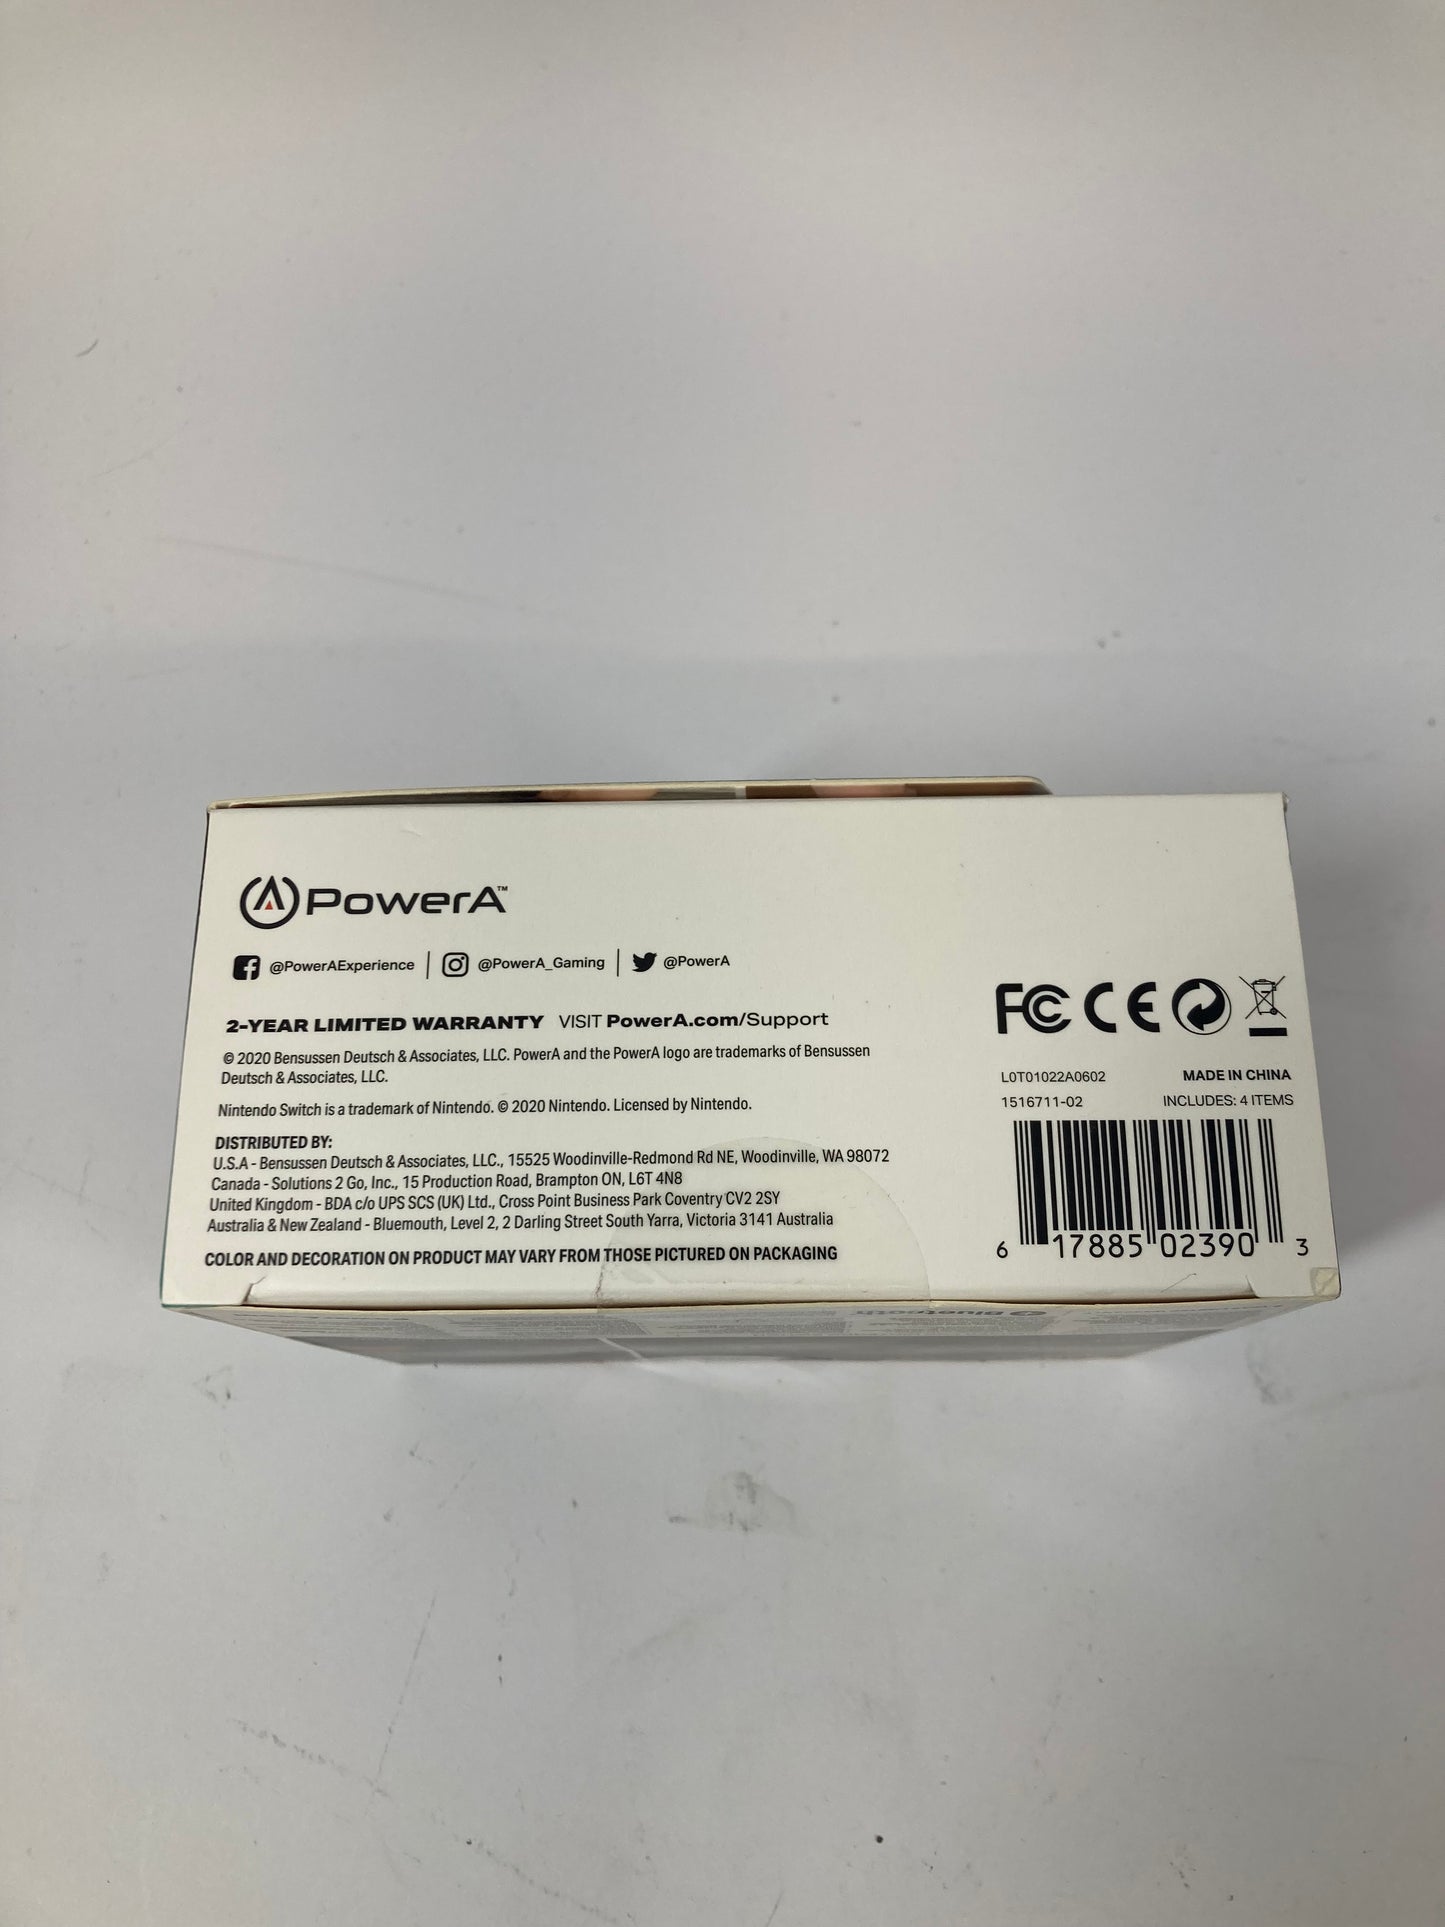 PowerA™
@PowerAExperience | @PowerA_Gaming | @PowerA
2-YEAR LIMITED WARRANTY VISIT PowerA.com/Support
© 2020 Bensussen Deutsch & Associates, LLC. PowerA and the PowerA logo are trademarks of Bensussen
Deutsch & Associates, LLC.
Nintendo Switch is a trademark of Nintendo. © 2020 Nintendo. Licensed by Nintendo.
DISTRIBUTED BY:
U.S.A - Bensussen Deutsch & Associates, LLC., 15525 Woodinville-Redmond Rd NE, Woodinville, WA 98072
Canada - Solutions 2 Go, Inc., 15 Production Road, Brampton ON, L6T 4N8
United Kingdom - BDA c/o UPS SCS (UK) Ltd., Cross Point Business Park Coventry CV2 2SY
Australia & New Zealand - Bluemouth, Level 2, 2 Darling Street South Yarra, Victoria 3141 Australia
COLOR AND DECORATION ON PRODUCT MAY VARY FROM THOSE PICTURED ON PACKAGING
FC CE
L0T01022A0602 MADE IN CHINA
1516711-02 INCLUDES: 4 ITEMS
6 17885 02390 3
Bluetooth